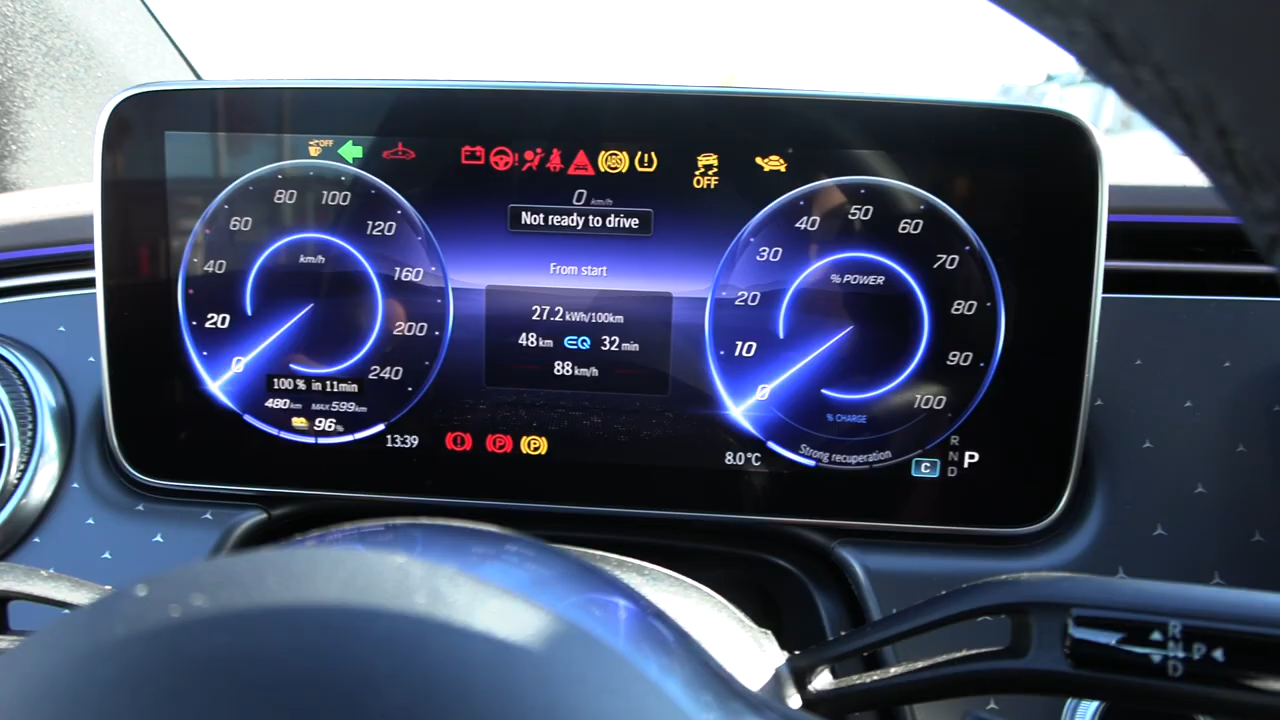 OFF
ABS
OFF
0 km/h
Not ready to drive
From start
27.2 kWh/100km
48 km EQ 32 min
88 km/h
0
20
40
60
80
100
120
160
200
240
km/h
100 % in 11min
480km MAX 599km
96%
13:39
P
P
0
10
20
30
40
50
60
70
80
90
100
% POWER
% CHARGE
Strong recuperation
8.0 °C
C
R
N
D
P
R
N P
D